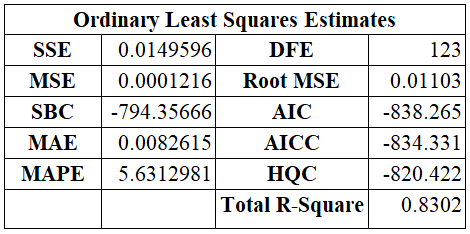 Ordinary Least Squares Estimates
SSE 0.0149596 DFE 123
MSE 0.0001216 Root MSE 0.01103
SBC -794.35666 AIC -838.265
MAE 0.0082615 AICC -834.331
MAPE 5.6312981 HQC -820.422
Total R-Square 0.8302